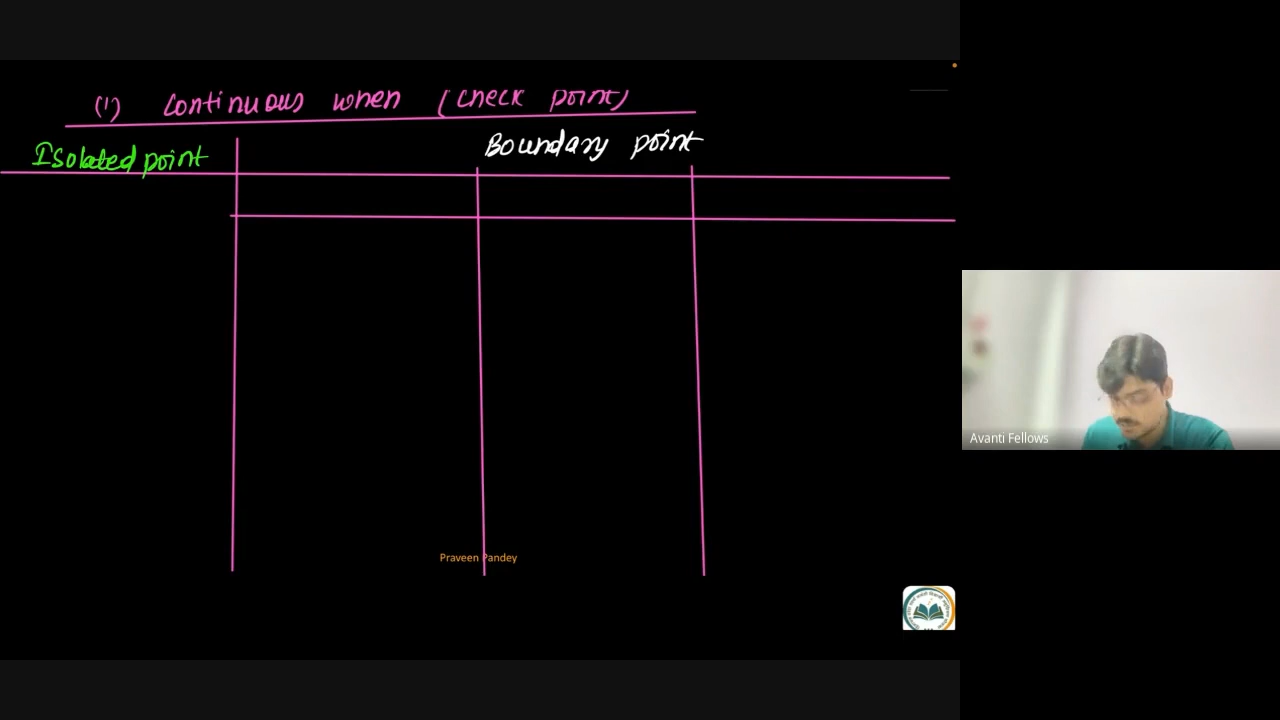 (1) Continuous when (check point)
Boundary point
Isolated point
Avanti Fellows
Praveen Pandey